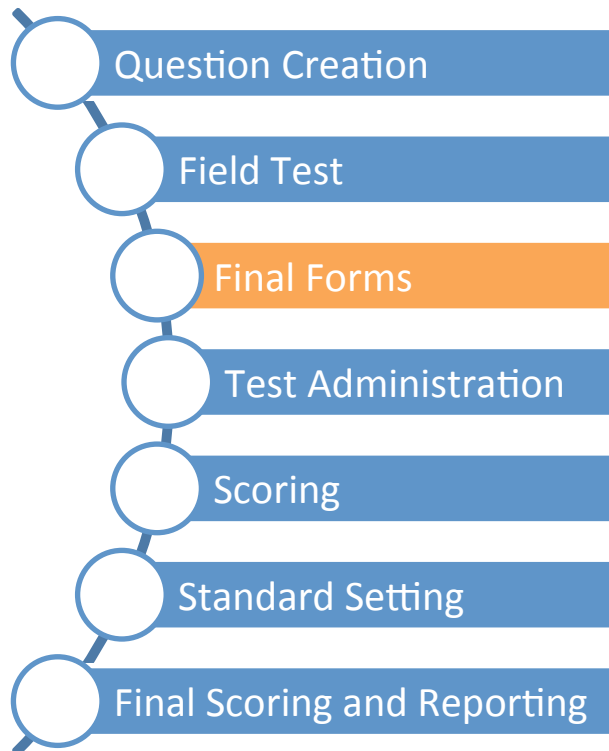 Question Creation
Field Test
Final Forms
Test Administration
Scoring
Standard Setting
Final Scoring and Reporting